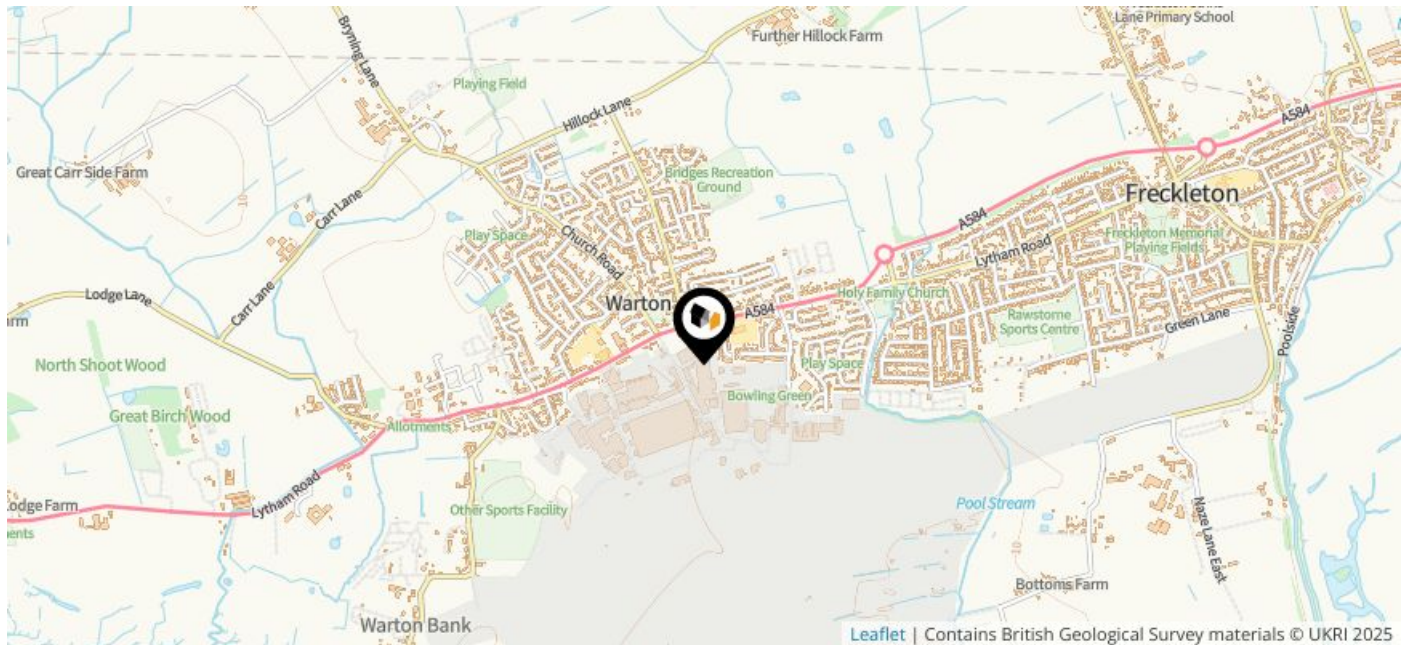 Lane Primary School
Further Hillock Farm
Bryning Lane
Playing Field
Hillock Lane
A584
Great Carr Side Farm
Bridges Recreation
Ground
Freckleton
Carr Lane
Play Space
Church Road
A584
Lytham Road
Freckleton Memorial
Playing Fields
Lodge Lane
Carr Lane
Warton
A584
Holy Family Church
Rawstorne
Sports Centre
Green Lane
Poolside
North Shoot Wood
Play Space
Great Birch Wood
Bowling Green
Allotments
Lytham Road
odge Farm
Other Sports Facility
Pool Stream
Naze Lane East
ents
Bottoms Farm
Warton Bank
Leaflet | Contains British Geological Survey materials © UKRI 2025